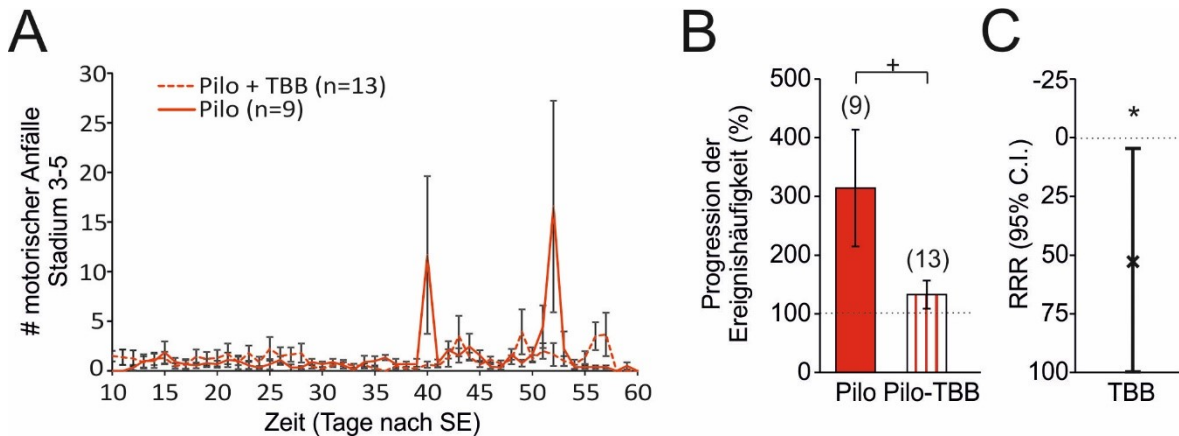 A
# motorischer Anfälle
Stadium 3-5
30
25
20
15
10
5
0
Pilo + TBB (n=13)
Pilo (n=9)
10 15 20 25 30 35 40 45 50 55 60
Zeit (Tage nach SE)
B
Progression der
Ereignishäufigkeit (%)
500
400
300
200
100
0
+
(9)
(13)
Pilo Pilo-TBB
C
RRR (95% C.I.)
-25
0
25
50
75
100
*
TBB